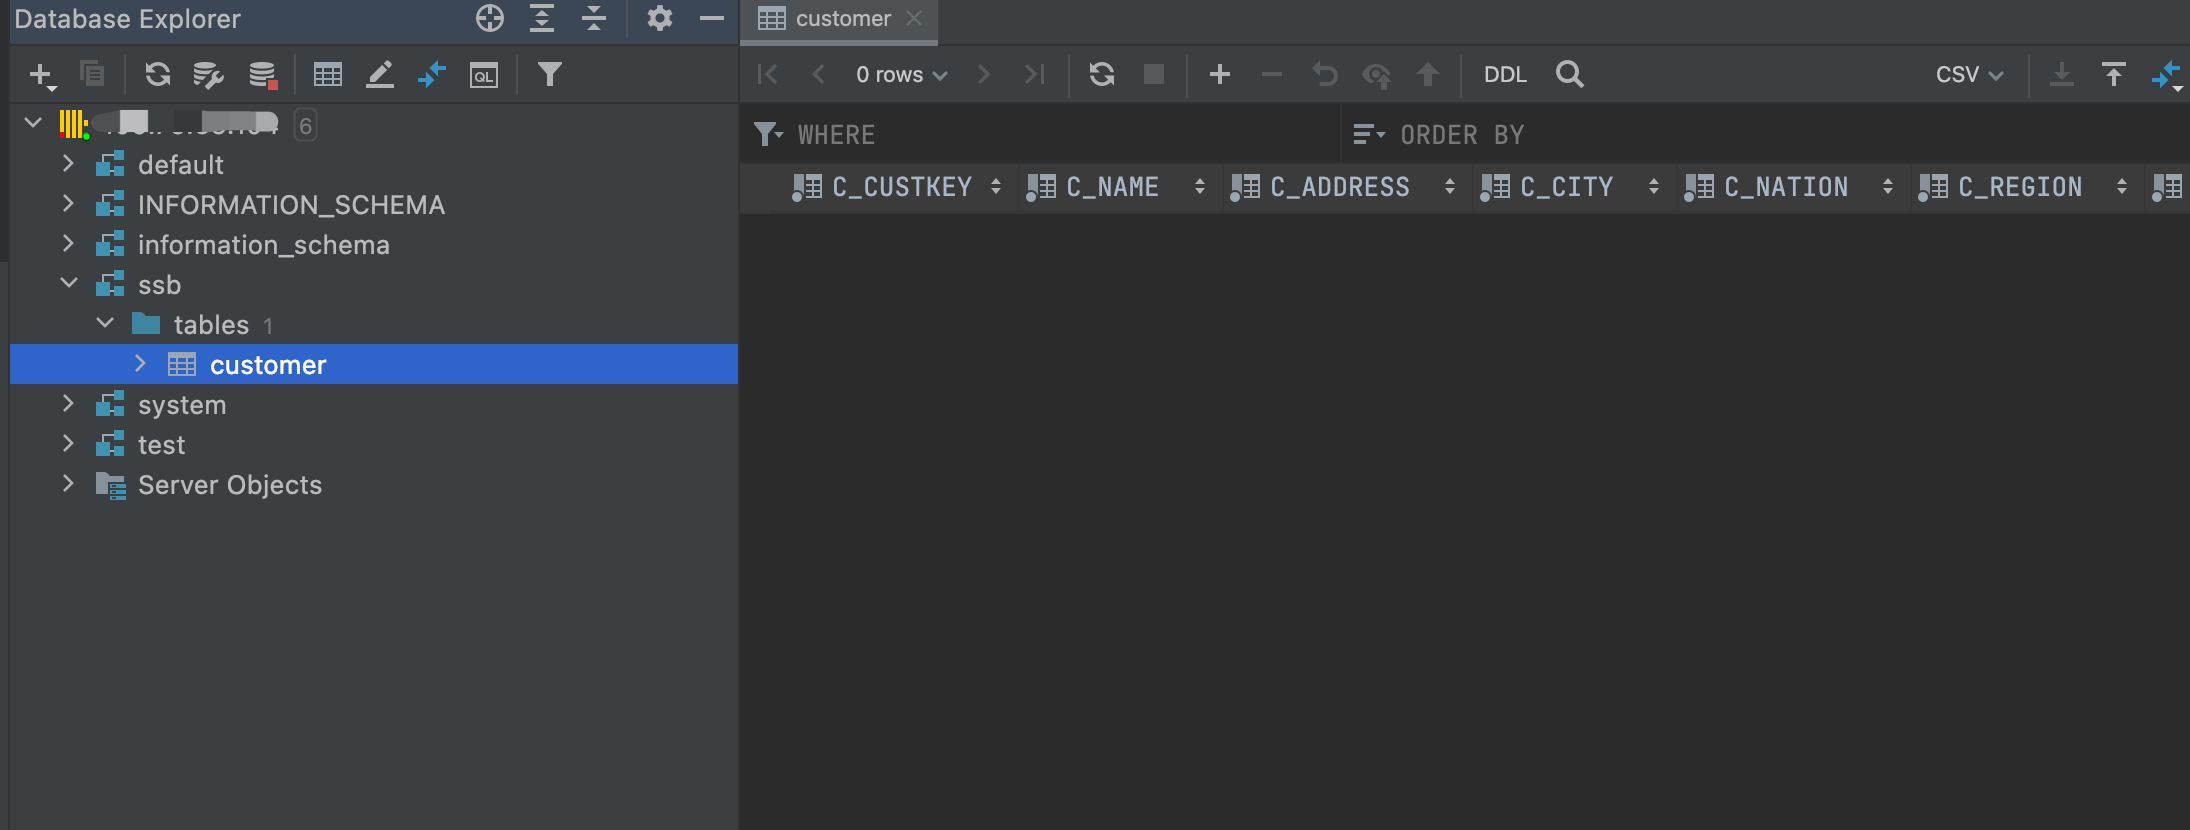 Database Explorer
customer
QL
0 rows
DDL
CSV
6
WHERE
ORDER BY
default
C_CUSTKEY
C_NAME
C_ADDRESS
C_CITY
C_NATION
C_REGION
INFORMATION_SCHEMA
information_schema
ssb
tables 1
customer
system
test
Server Objects